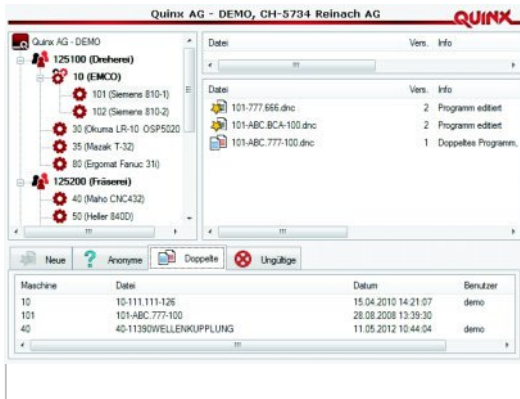 Quinx AG - DEMO, CH-5734 Reinach AG
QUINX
Quinx AG - DEMO
125100 (Dreherei)
10 (EMCO)
101 (Siemens 810-1)
102 (Siemens 810-2)
30 (Okuma LR-10 OSP5020
35 (Mazak T-32)
80 (Ergomat Fanuc 31i)
125200 (Fräserei)
40 (Maho CNC432)
50 (Heller 840D)
Datei Vers. Info
Datei Vers. Info
101-777.666.dnc 2 Programm editiert
101-ABC.BCA-100.dnc 2 Programm editiert
101-ABC.777-100.dnc 1 Doppeltes Programm,
Neue Anonyme Doppelte Ungültige
Maschine Datei Datum Benutzer
10 10-111.111-126 15.04.2010 14:21:07 demo
101 101-ABC.777-100 28.08.2008 13:39:30
40 40-11390WELLENKUPPLUNG 11.05.2012 10:44:04 demo